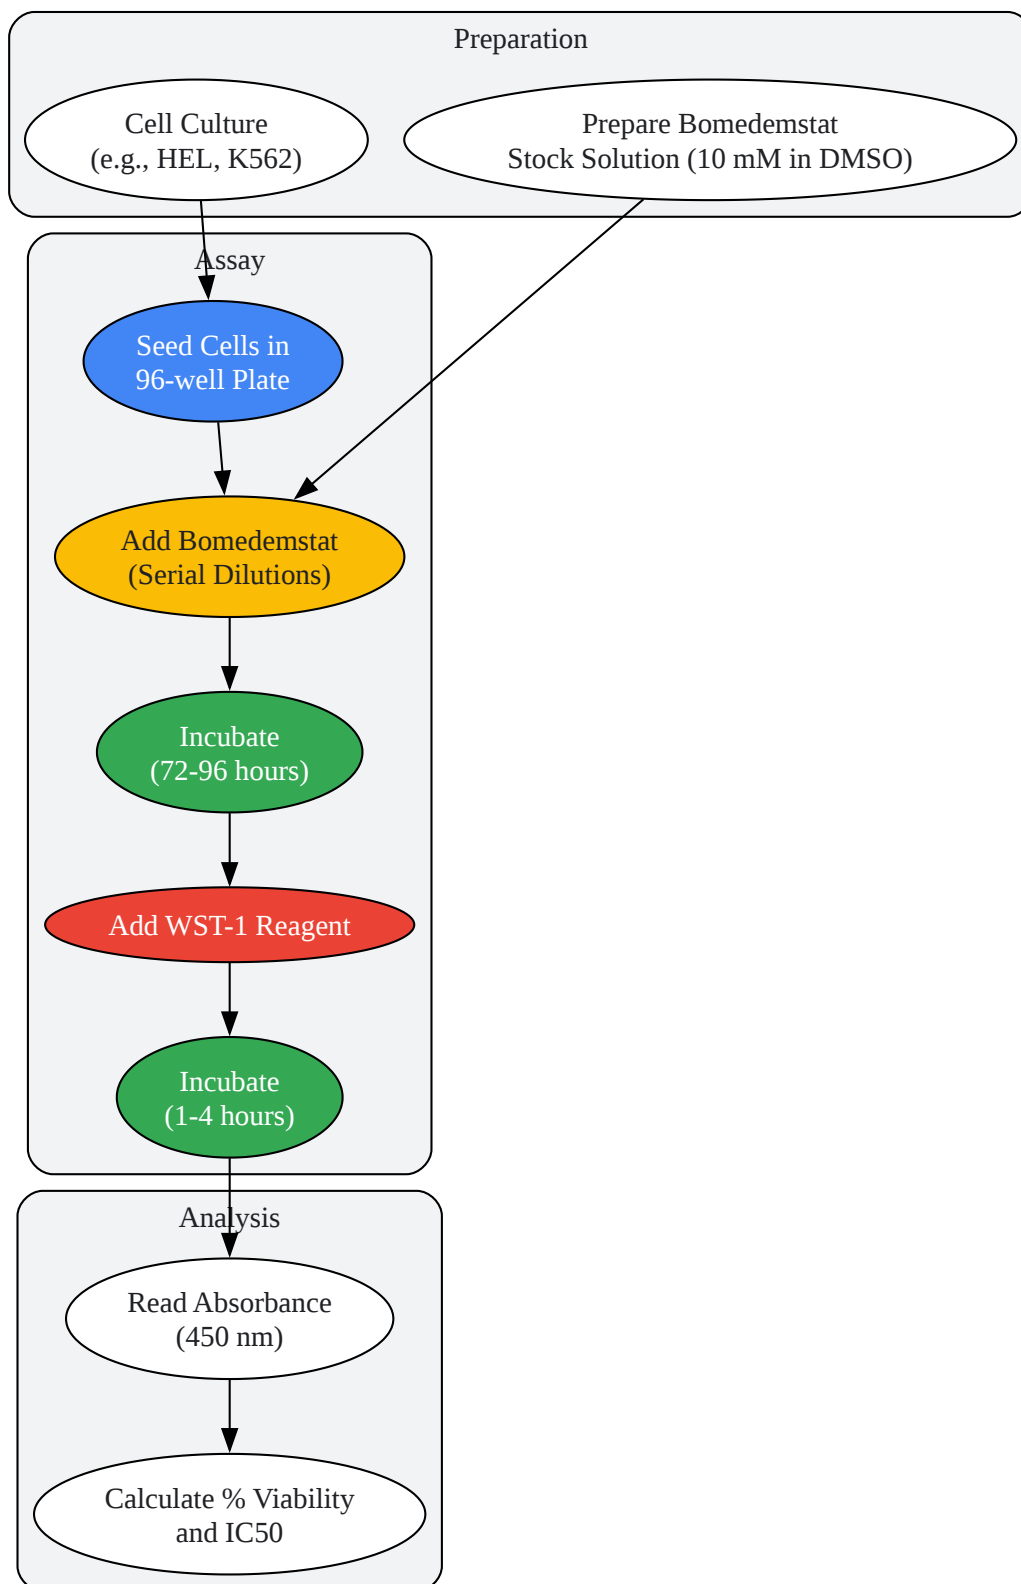 Preparation
Cell Culture
(e.g., HEL, K562)
Prepare Bomedemstat
Stock Solution (10 mM in DMSO)
Assay
Seed Cells in
96-well Plate
Add Bomedemstat
(Serial Dilutions)
Incubate
(72-96 hours)
Add WST-1 Reagent
Incubate
(1-4 hours)
Analysis
Read Absorbance
(450 nm)
Calculate % Viability
and IC50